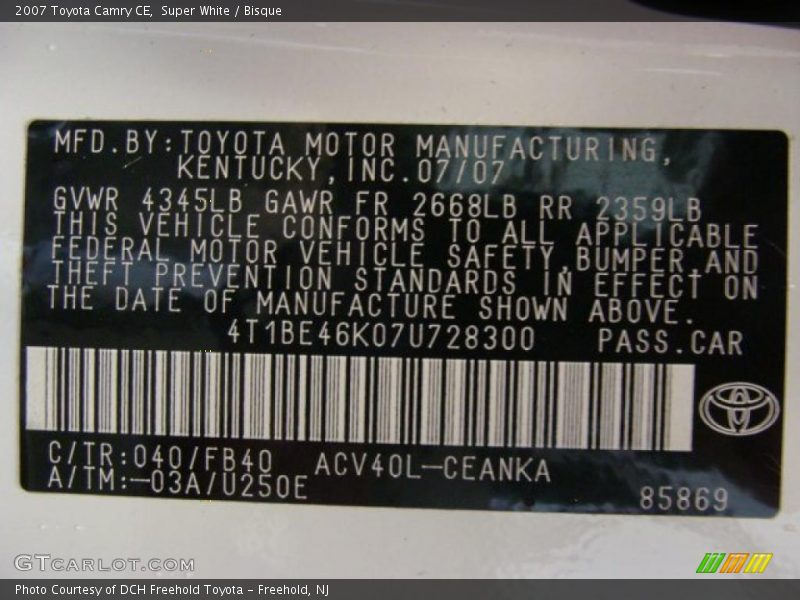 2007 Toyota Camry CE, Super White / Bisque
MFD.BY:TOYOTA MOTOR MANUFACTURING,
KENTUCKY,INC.07/07
GVWR 4345LB GAWR FR 2668LB RR 2359LB
THIS VEHICLE CONFORMS TO ALL APPLICABLE
FEDERAL MOTOR VEHICLE SAFETY,BUMPER,AND
THEFT PREVENTION STANDARDS IN EFFECT ON
THE DATE OF MANUFACTURE SHOWN ABOVE.
4T1BE46K07U728300 PASS.CAR
C/TR:040/FB40 ACV40L-CEANKA
A/TM:-03A/U250E
85869
GTCARLOT.COM
Photo Courtesy of DCH Freehold Toyota - Freehold, NJ